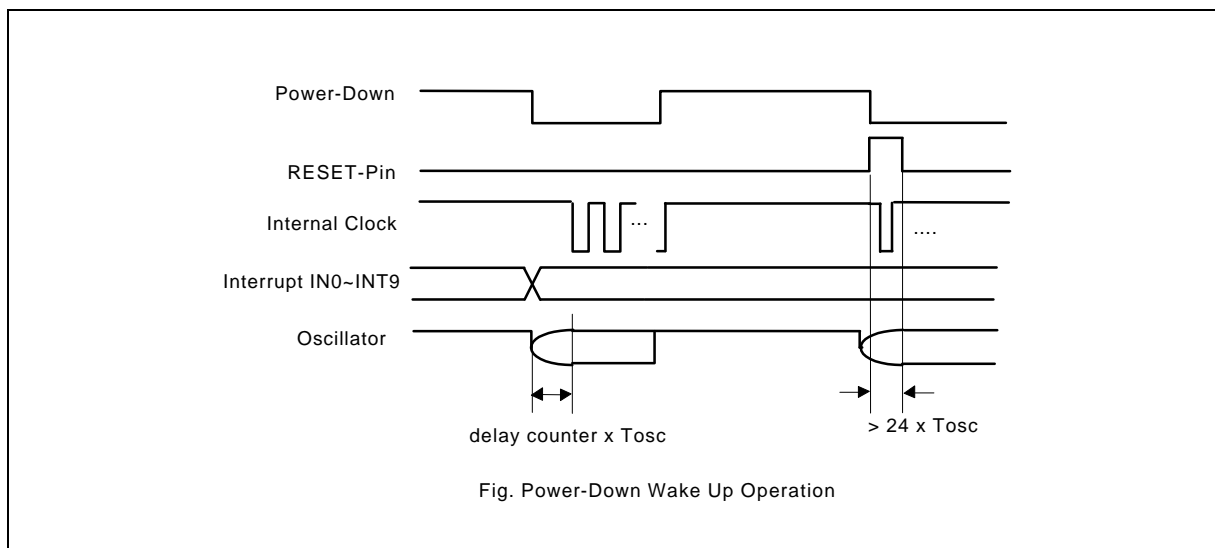 Power-Down
RESET-Pin
Internal Clock
... ....
Interrupt IN0~INT9
Oscillator
delay counter x Tosc
> 24 x Tosc
Fig. Power-Down Wake Up Operation